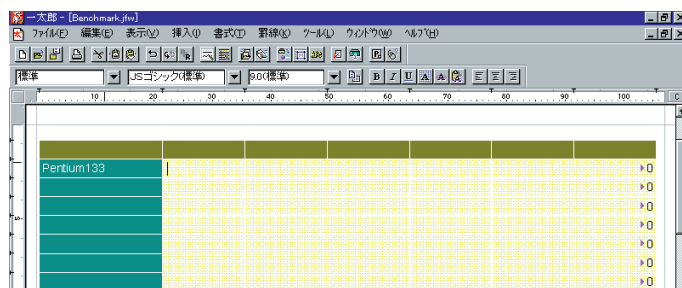 一太郎 - [Benchmark.jfw]
ファイル(F) 編集(E) 表示(V) 挿入(I) 書式(T) 罫線(K) ツール(L) ウィンドウ(W) ヘルプ(H)
標準 JSゴシック(標準) 9.0(標準) B I U A A
10 20 30 40 50 60 70 80 90 100
Pentium133 0
0
0
5 0
0
0
0